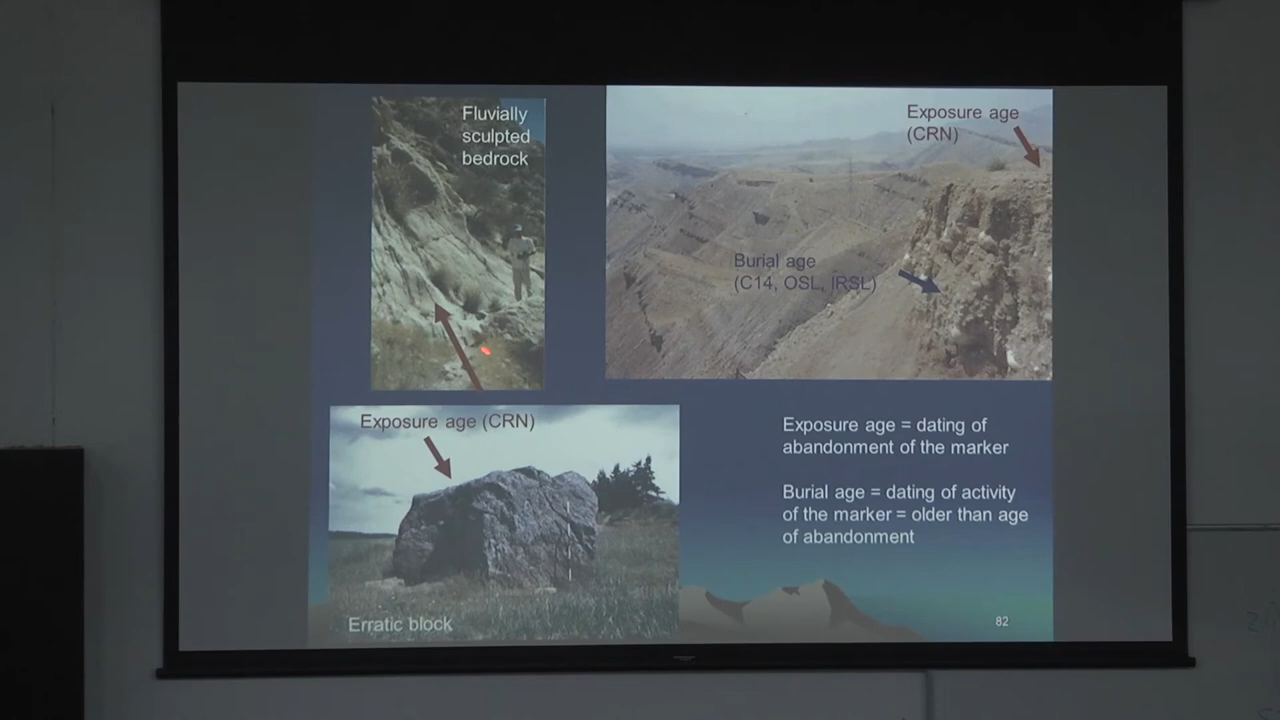 Fluvially
sculpted
bedrock
Exposure age
(CRN)
Burial age
(C14, OSL, IRSL)
Exposure age (CRN)
Erratic block
Exposure age = dating of
abandonment of the marker
Burial age = dating of activity
of the marker = older than age
of abandonment
82